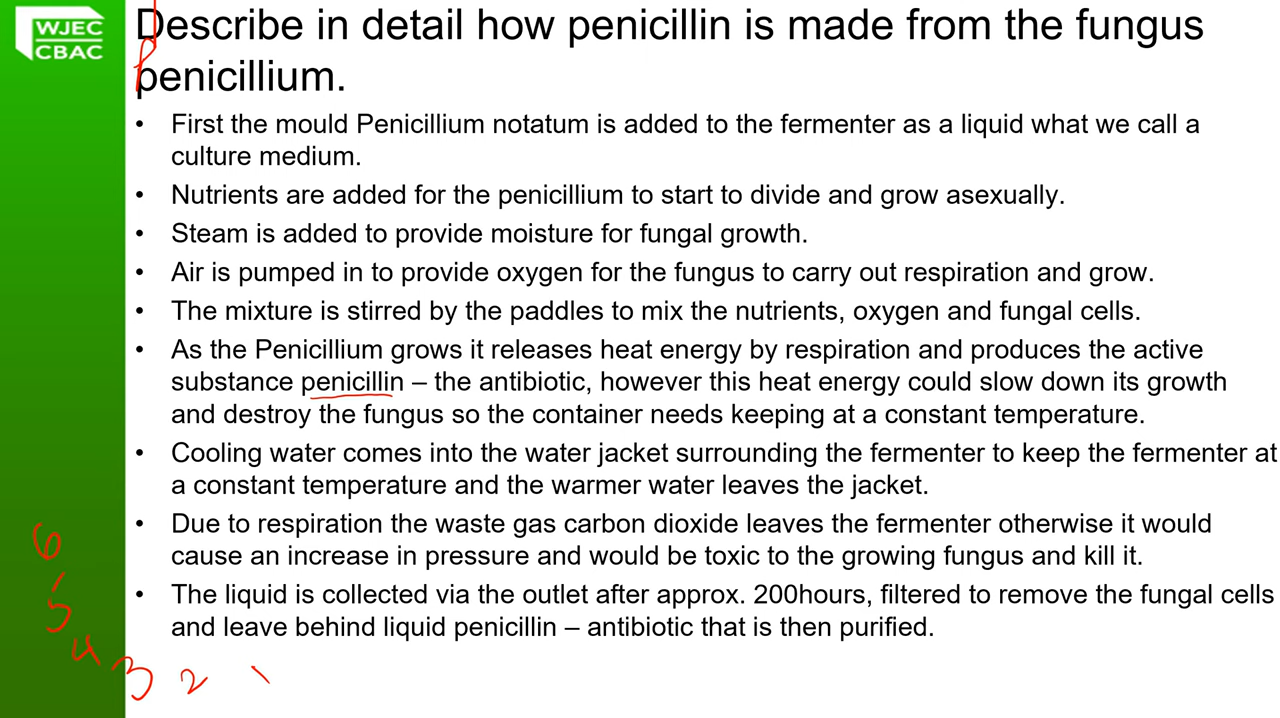 WJEC
CBAC
Describe in detail how penicillin is made from the fungus
penicillium.
• First the mould Penicillium notatum is added to the fermenter as a liquid what we call a
culture medium.
• Nutrients are added for the penicillium to start to divide and grow asexually.
• Steam is added to provide moisture for fungal growth.
• Air is pumped in to provide oxygen for the fungus to carry out respiration and grow.
• The mixture is stirred by the paddles to mix the nutrients, oxygen and fungal cells.
• As the Penicillium grows it releases heat energy by respiration and produces the active
substance penicillin – the antibiotic, however this heat energy could slow down its growth
and destroy the fungus so the container needs keeping at a constant temperature.
• Cooling water comes into the water jacket surrounding the fermenter to keep the fermenter at
a constant temperature and the warmer water leaves the jacket.
• Due to respiration the waste gas carbon dioxide leaves the fermenter otherwise it would
cause an increase in pressure and would be toxic to the growing fungus and kill it.
• The liquid is collected via the outlet after approx. 200hours, filtered to remove the fungal cells
and leave behind liquid penicillin – antibiotic that is then purified.
6
5
4
3 2